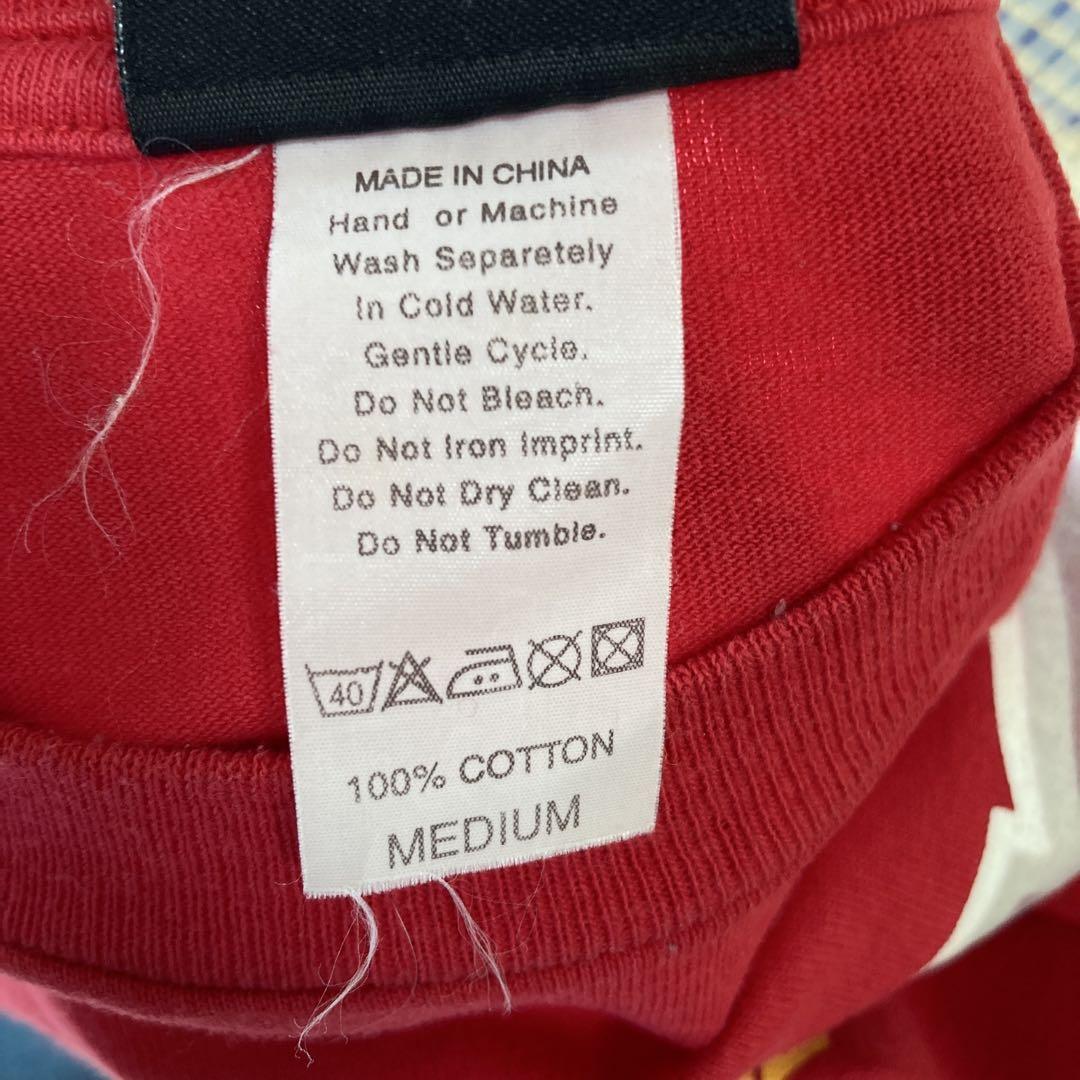 MADE IN CHINA
Hand or Machine
Wash Separetely
In Cold Water.
Gentle Cycle.
Do Not Bleach.
Do Not Iron Imprint.
Do Not Dry Clean.
Do Not Tumble.
40
100% COTTON
MEDIUM